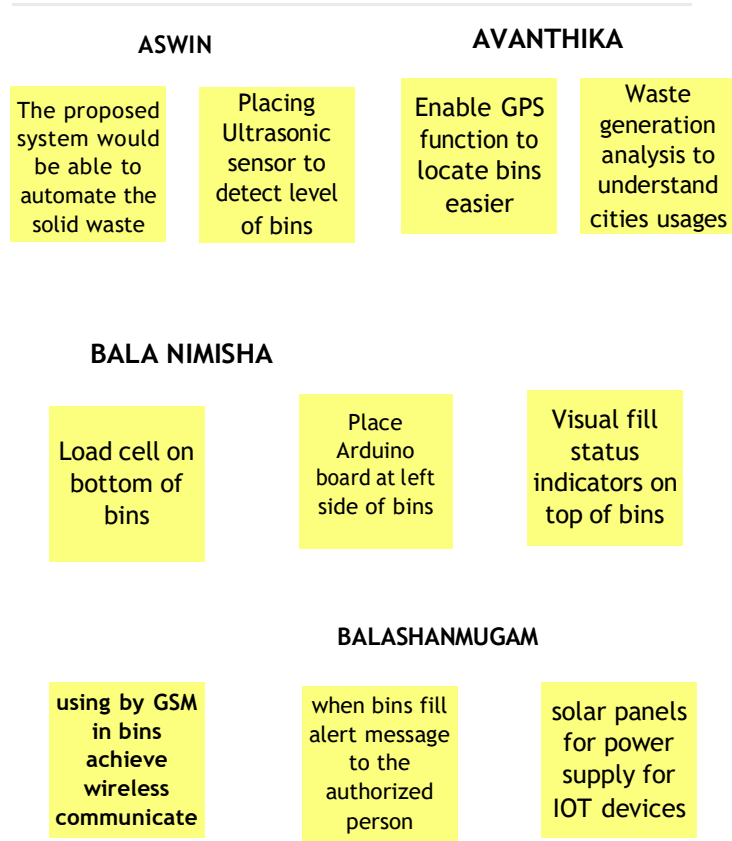 ASWIN
AVANTHIKA
The proposed
system would
be able to
automate the
solid waste
Placing
Ultrasonic
sensor to
detect level
of bins
Enable GPS
function to
locate bins
easier
Waste
generation
analysis to
understand
cities usages
BALA NIMISHA
Load cell on
bottom of
bins
Place
Arduino
board at left
side of bins
Visual fill
status
indicators on
top of bins
BALASHANMUGAM
using by GSM
in bins
achieve
wireless
communicate
when bins fill
alert message
to the
authorized
person
solar panels
for power
supply for
IOT devices